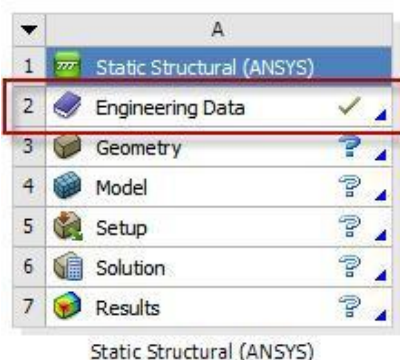 A
1 Static Structural (ANSYS)
2 Engineering Data
3 Geometry
4 Model
5 Setup
6 Solution
7 Results
Static Structural (ANSYS)